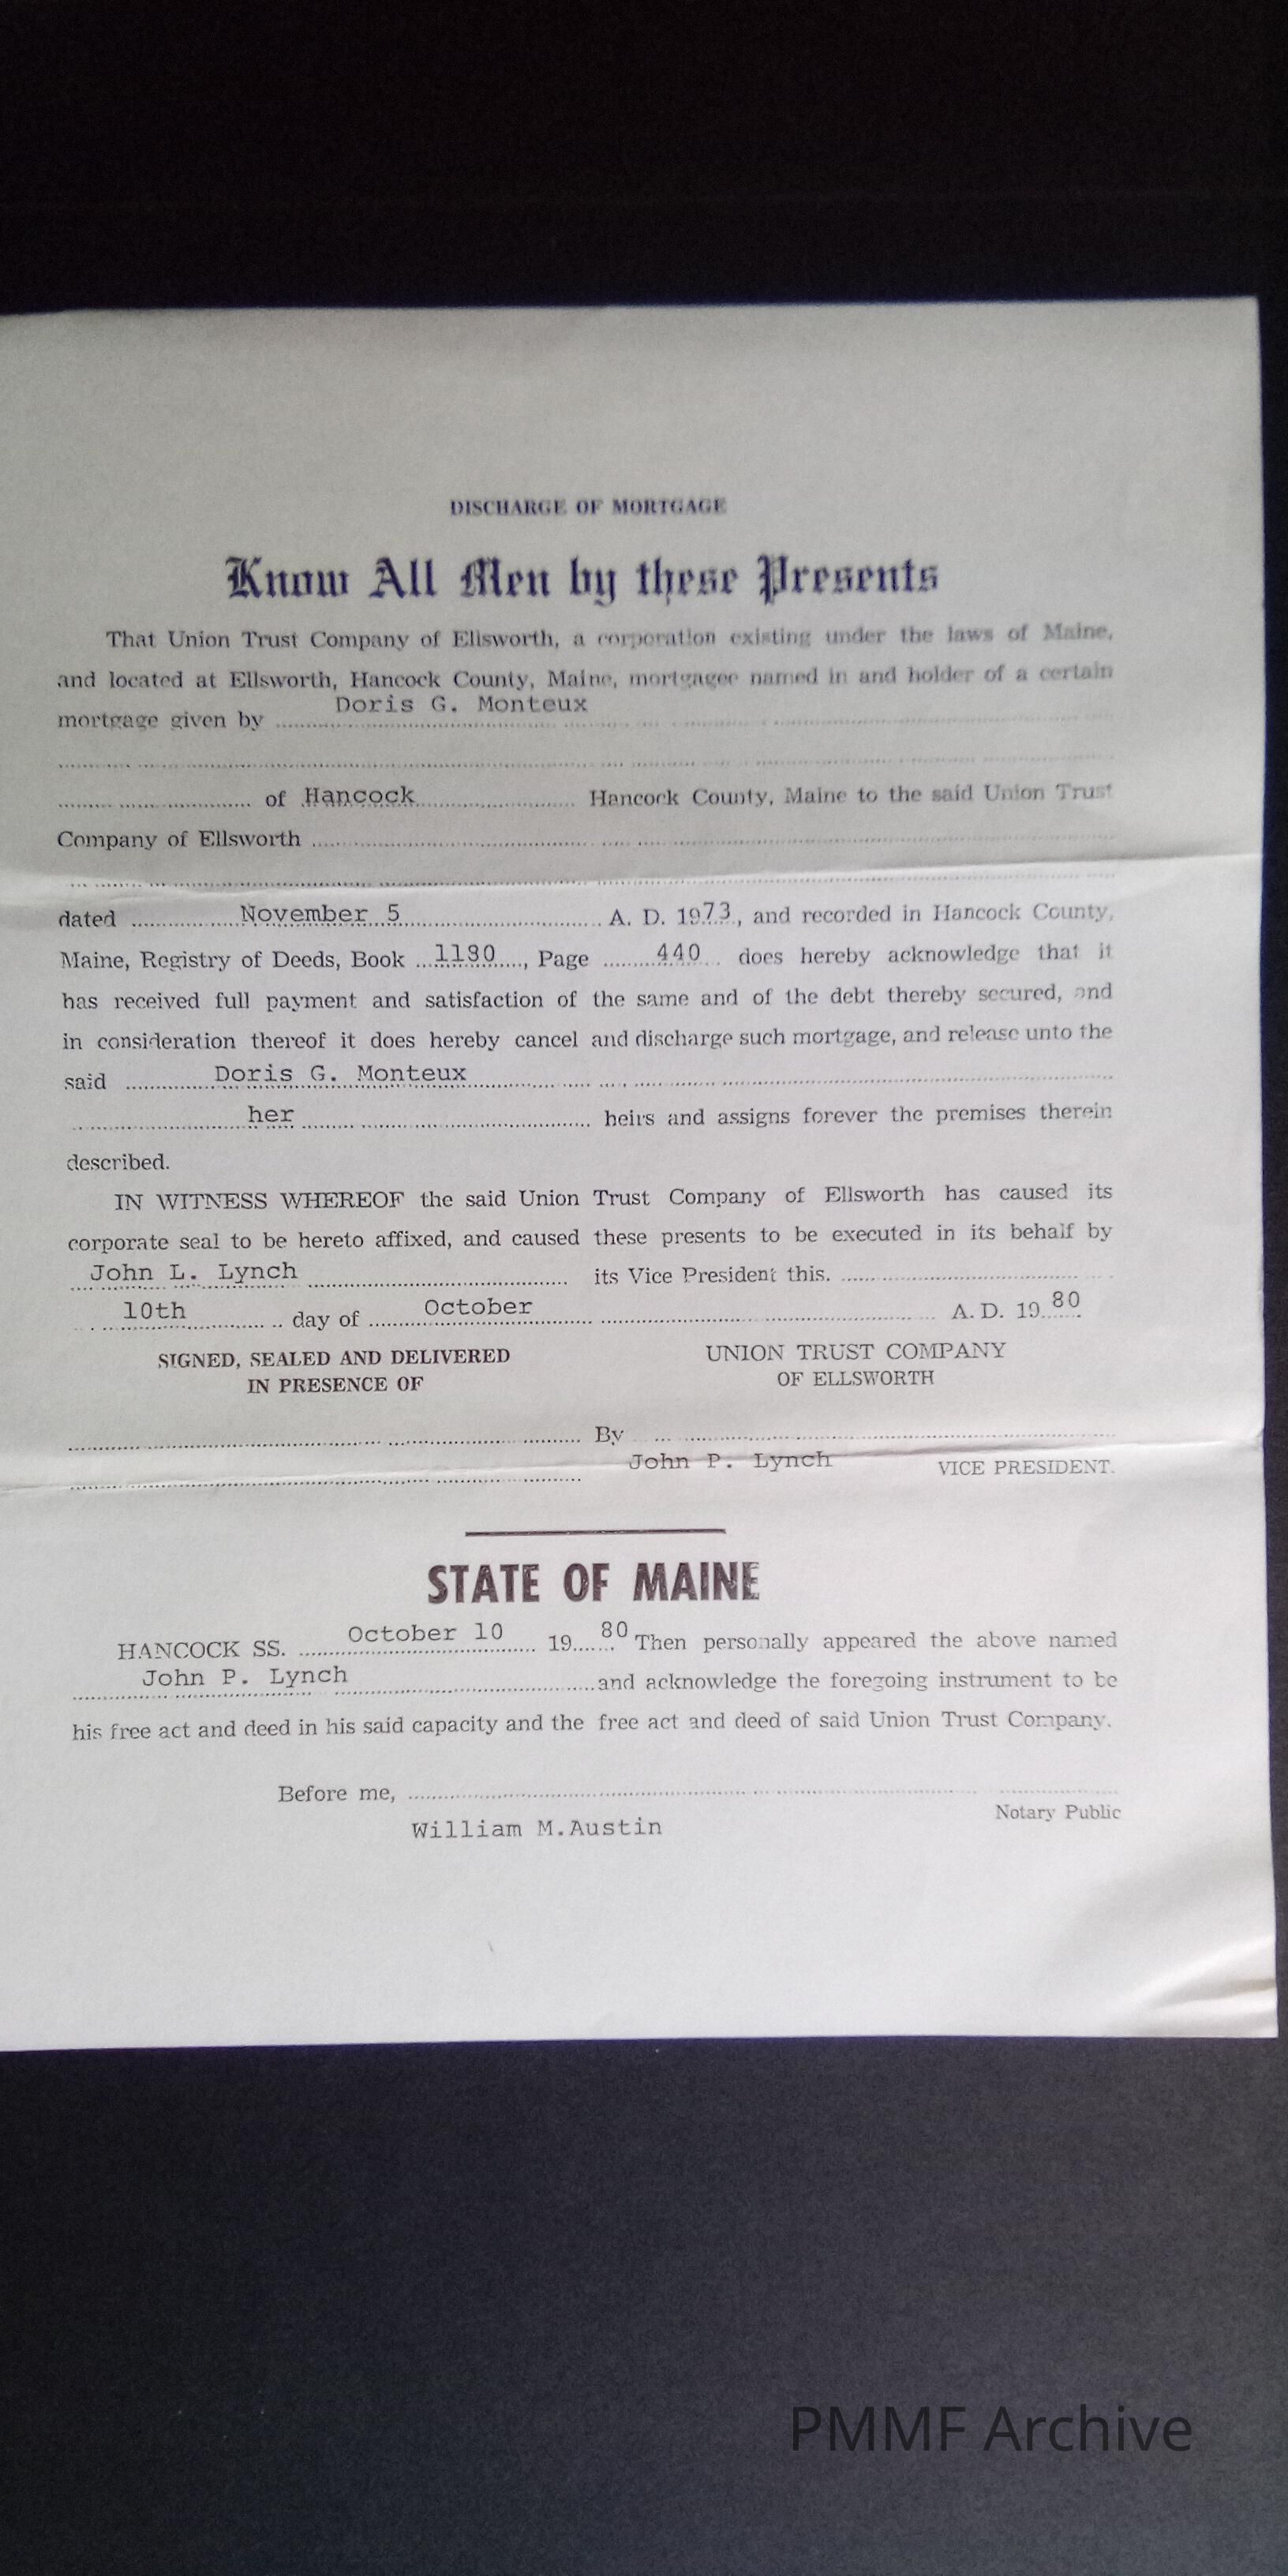 DISCHARGE OF MORTGAGE
Know All Men by these Presents
That Union Trust Company of Ellsworth, a corporation existing under the laws of Maine,
and located at Ellsworth, Hancock County, Maine, mortgagee named in and holder of a certain
mortgage given by Doris G. Monteux
of Hancock Hancock County, Maine to the said Union Trust
Company of Ellsworth
dated November 5 A. D. 1973, and recorded in Hancock County,
Maine, Registry of Deeds, Book 1180, Page 440 does hereby acknowledge that it
has received full payment and satisfaction of the same and of the debt thereby secured, and
in consideration thereof it does hereby cancel and discharge such mortgage, and release unto the
said Doris G. Monteux
her heirs and assigns forever the premises therein
described.
IN WITNESS WHEREOF the said Union Trust Company of Ellsworth has caused its
corporate seal to be hereto affixed, and caused these presents to be executed in its behalf by
John L. Lynch its Vice President this.
10th day of October A. D. 19 80
SIGNED, SEALED AND DELIVERED
IN PRESENCE OF
UNION TRUST COMPANY
OF ELLSWORTH
By
John P. Lynch VICE PRESIDENT.
STATE OF MAINE
HANCOCK SS. October 10 19 80 Then personally appeared the above named
John P. Lynch and acknowledge the foregoing instrument to be
his free act and deed in his said capacity and the free act and deed of said Union Trust Company.
Before me,
Notary Public
William M.Austin
PMMF Archive